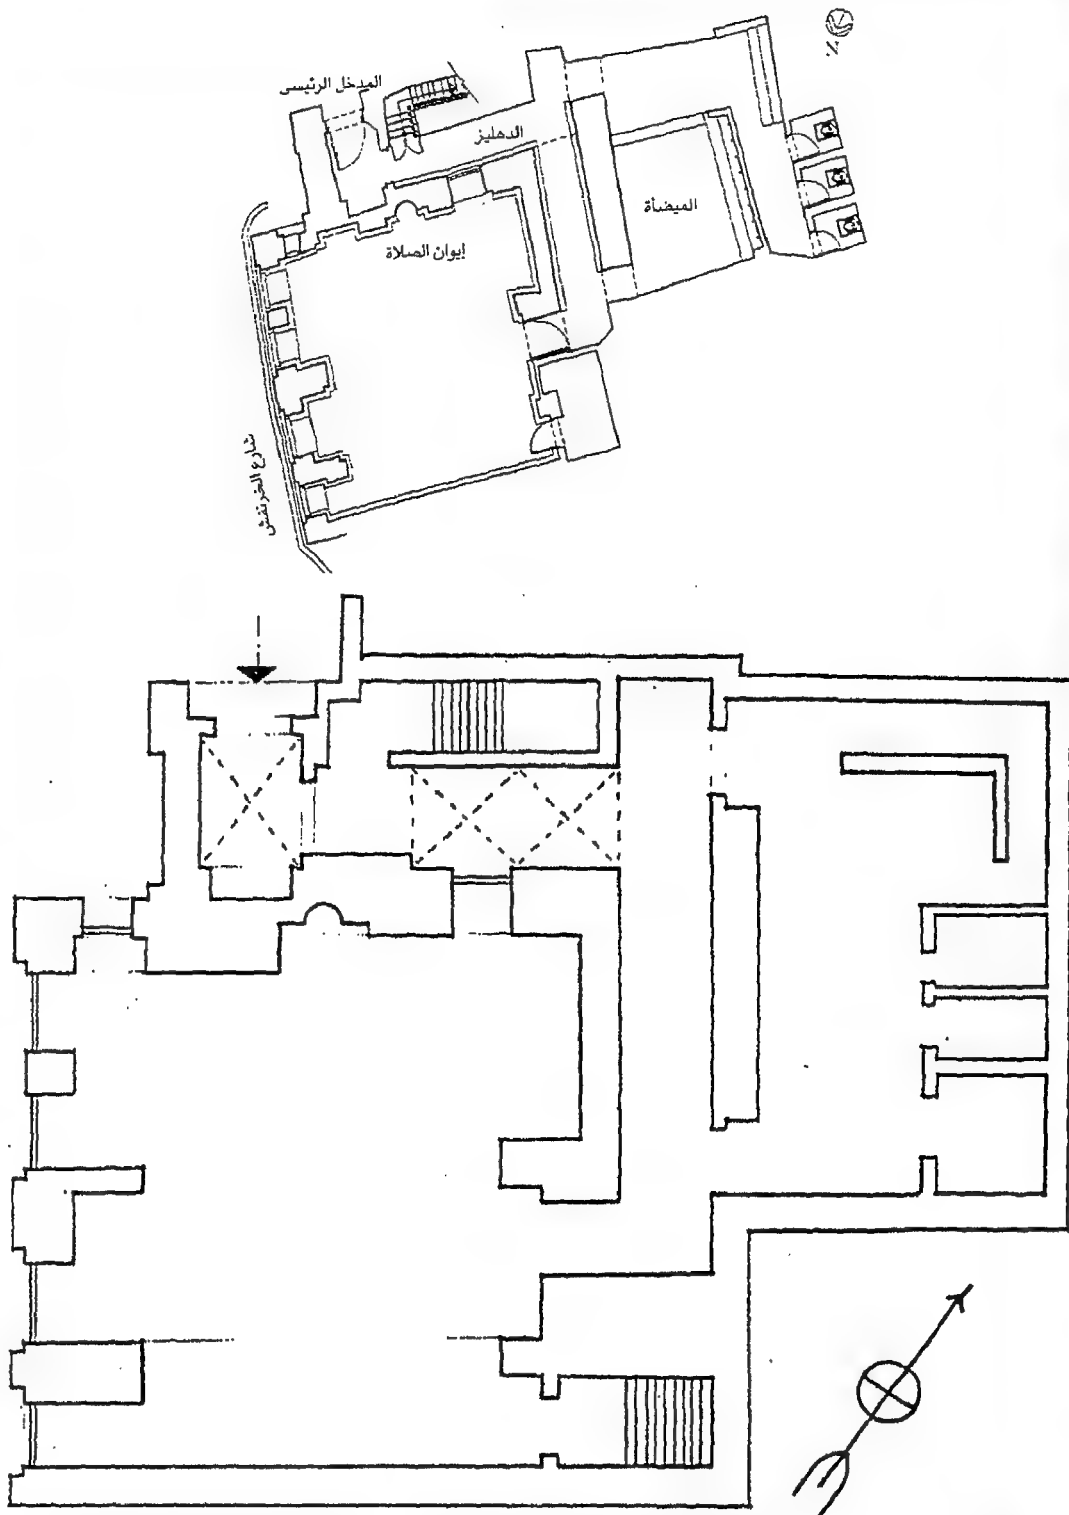 المدخل الرئيسى
الدهليز
الميضأة
إيوان الصلاة
شارع الخرنفش